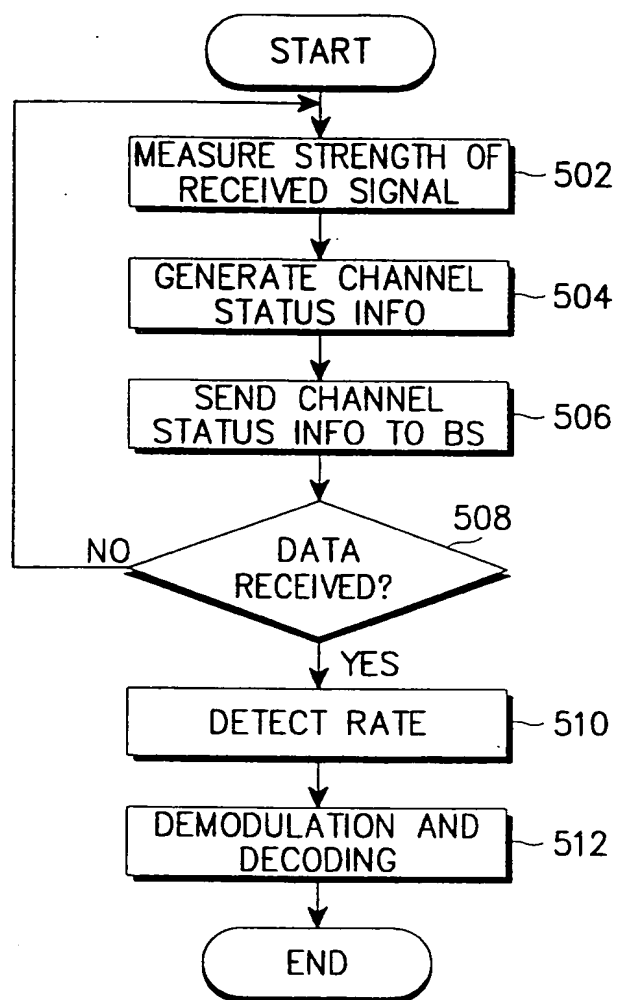 START
MEASURE STRENGTH OF
RECEIVED SIGNAL
502
GENERATE CHANNEL
STATUS INFO
504
SEND CHANNEL
STATUS INFO TO BS
506
508
NO
DATA
RECEIVED?
YES
DETECT RATE
510
DEMODULATION AND
DECODING
512
END